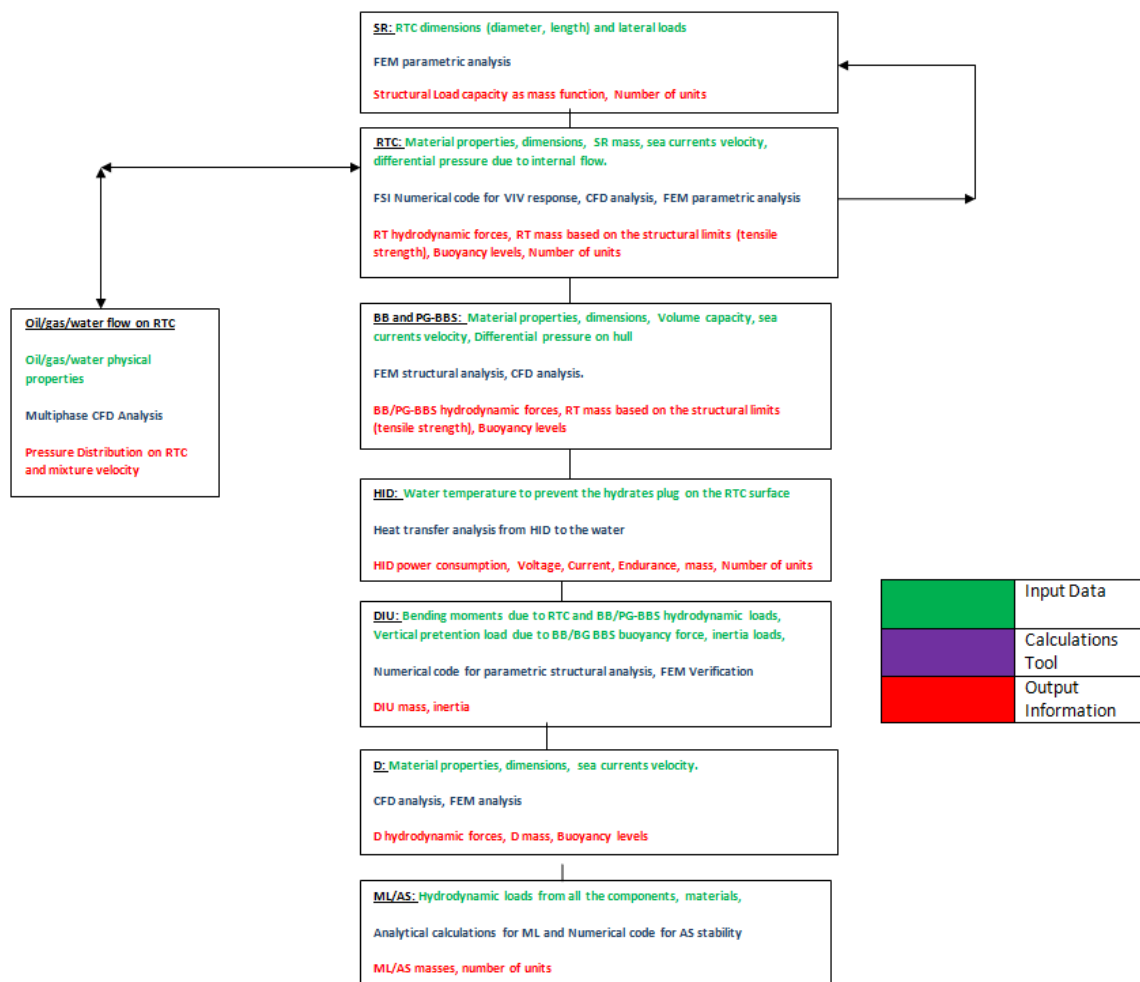 SR: RTC dimensions (diameter, length) and lateral loads
FEM parametric analysis
Structural Load capacity as mass function, Number of units
RTC: Material properties, dimensions, SR mass, sea currents velocity,
differential pressure due to internal flow.
FSI Numerical code for VIV response, CFD analysis, FEM parametric analysis
RT hydrodynamic forces, RT mass based on the structural limits (tensile
strength), Buoyancy levels, Number of units
Oil/gas/water flow on RTC
Oil/gas/water physical
properties
Multiphase CFD Analysis
Pressure Distribution on RTC
and mixture velocity
BB and PG-BBS: Material properties, dimensions, Volume capacity, sea
currents velocity, Differential pressure on hull
FEM structural analysis, CFD analysis.
BB/PG-BBS hydrodynamic forces, RT mass based on the structural limits
(tensile strength), Buoyancy levels
HID: Water temperature to prevent the hydrates plug on the RTC surface
Heat transfer analysis from HID to the water
HID power consumption, Voltage, Current, Endurance, mass, Number of units
DIU: Bending moments due to RTC and BB/PG-BBS hydrodynamic loads,
Vertical pretention load due to BB/BG BBS buoyancy force, inertia loads,
Numerical code for parametric structural analysis, FEM Verification
DIU mass, inertia
D: Material properties, dimensions, sea currents velocity.
CFD analysis, FEM analysis
D hydrodynamic forces, D mass, Buoyancy levels
ML/AS: Hydrodynamic loads from all the components, materials,
Analytical calculations for ML and Numerical code for AS stability
ML/AS masses, number of units
Input Data
Calculations
Tool
Output
Information